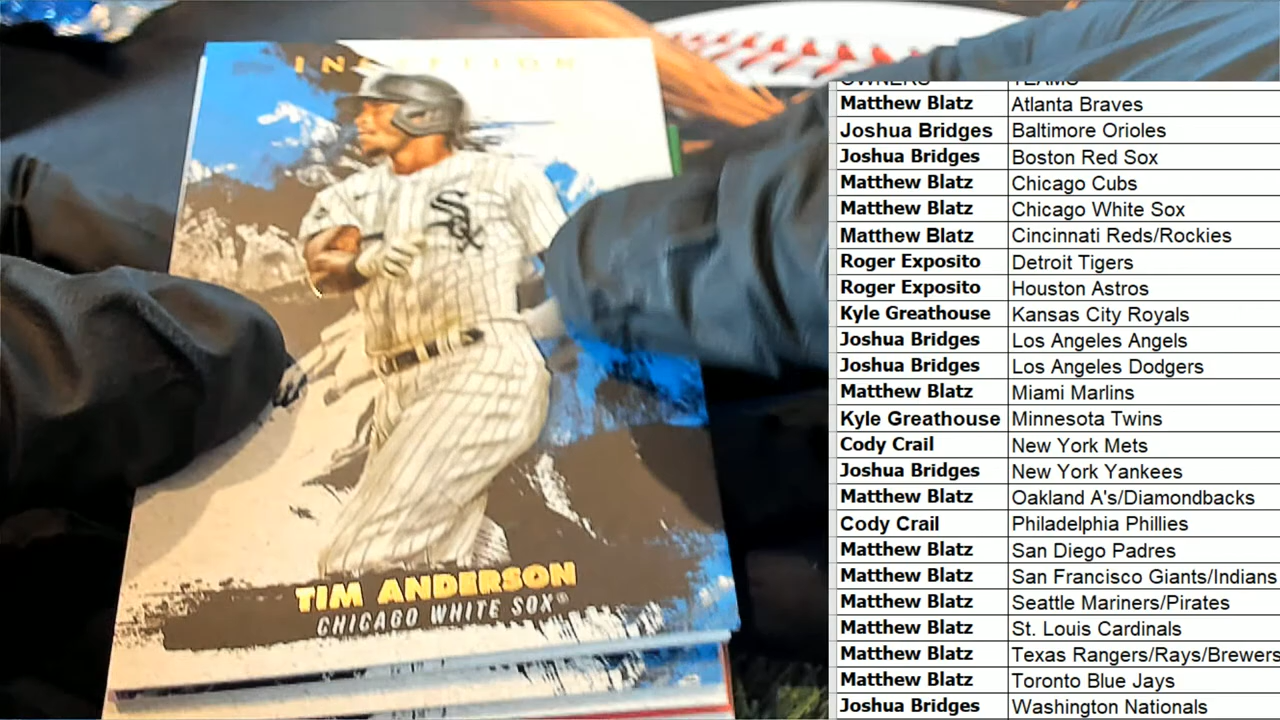 INCEPTION
Sox
TIM ANDERSON
CHICAGO WHITE SOX®
OWNERS TEAMS
Matthew Blatz Atlanta Braves
Joshua Bridges Baltimore Orioles
Joshua Bridges Boston Red Sox
Matthew Blatz Chicago Cubs
Matthew Blatz Chicago White Sox
Matthew Blatz Cincinnati Reds/Rockies
Roger Exposito Detroit Tigers
Roger Exposito Houston Astros
Kyle Greathouse Kansas City Royals
Joshua Bridges Los Angeles Angels
Joshua Bridges Los Angeles Dodgers
Matthew Blatz Miami Marlins
Kyle Greathouse Minnesota Twins
Cody Crail New York Mets
Joshua Bridges New York Yankees
Matthew Blatz Oakland A's/Diamondbacks
Cody Crail Philadelphia Phillies
Matthew Blatz San Diego Padres
Matthew Blatz San Francisco Giants/Indians
Matthew Blatz Seattle Mariners/Pirates
Matthew Blatz St. Louis Cardinals
Matthew Blatz Texas Rangers/Rays/Brewers
Matthew Blatz Toronto Blue Jays
Joshua Bridges Washington Nationals